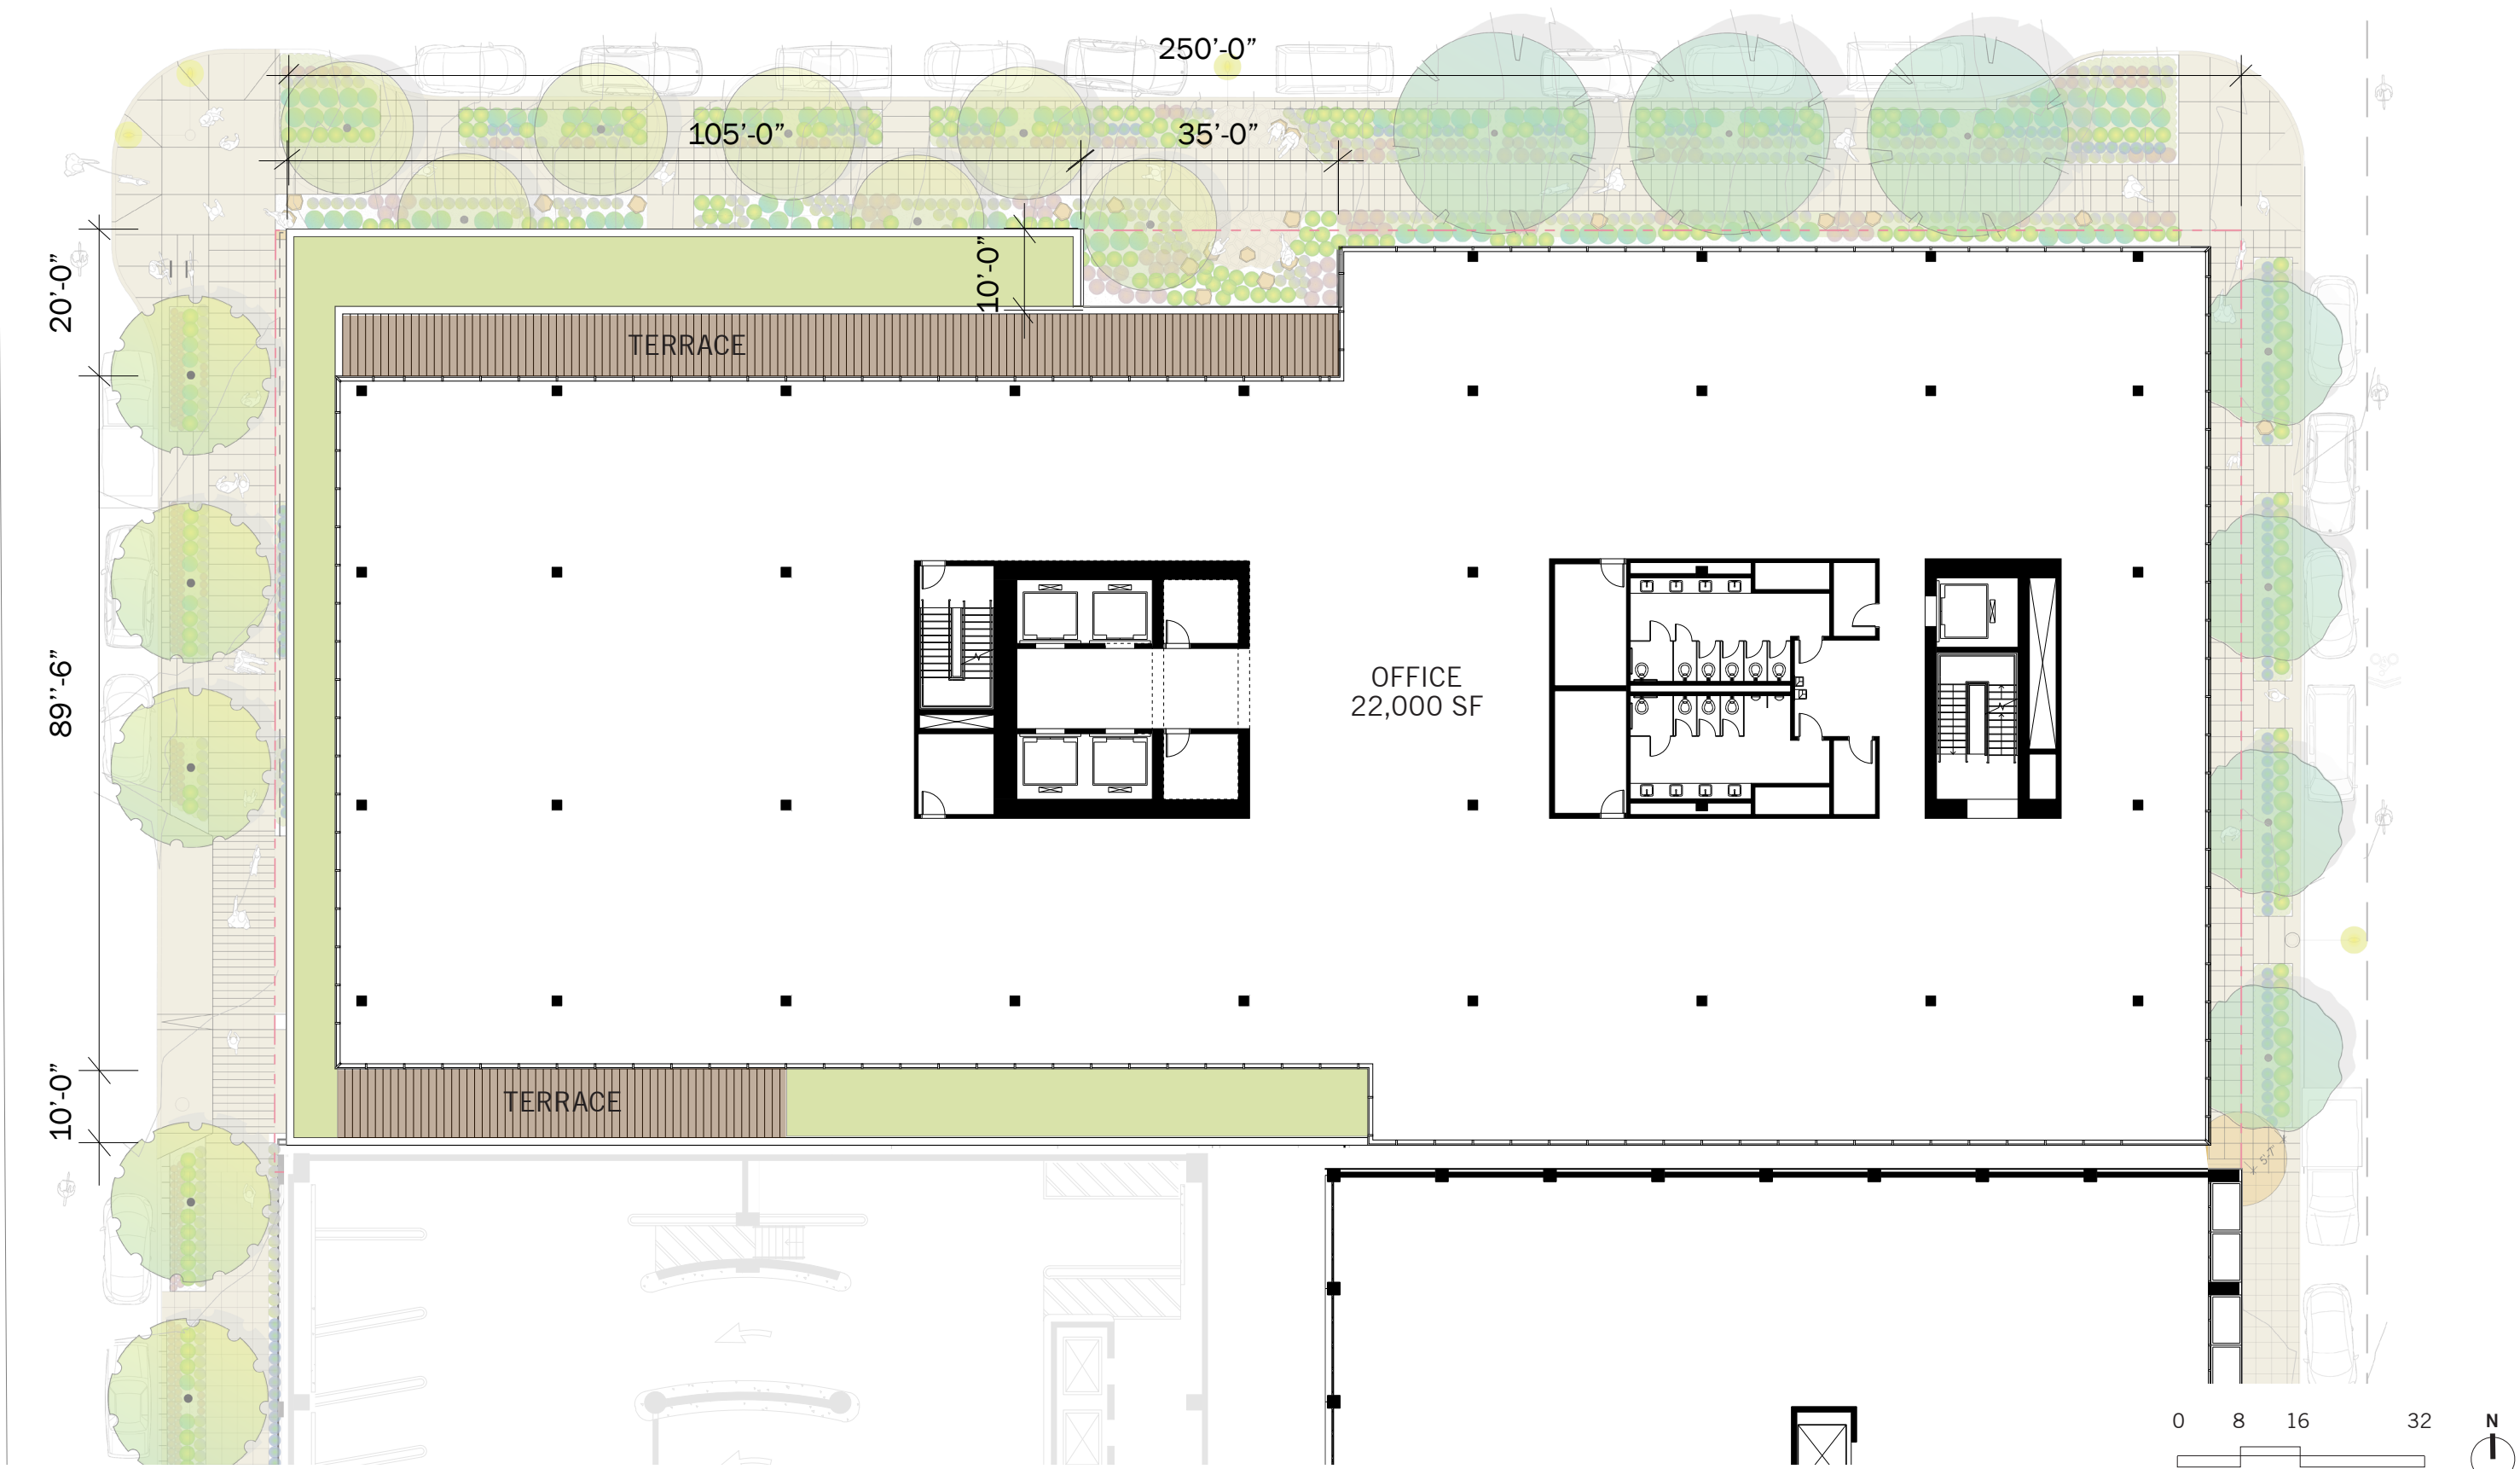 250’-0”
105’-0”
35’-0”
20’-0”
10’-0”
TERRACE
OFFICE
22,000 SF
89’’-6”
TERRACE
10’-0”
0 8 16 32
N